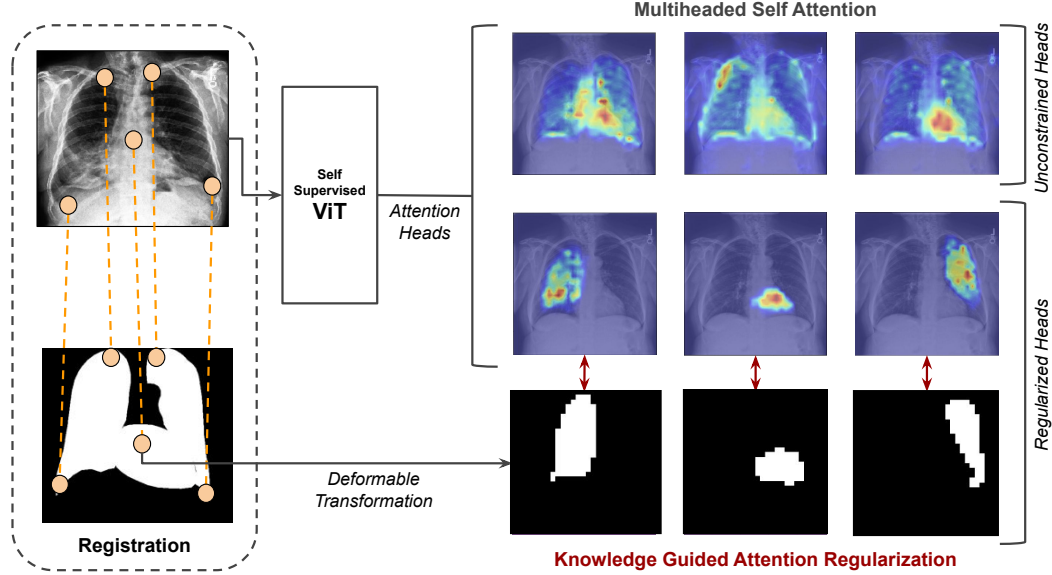 Multiheaded Self Attention
Self
Supervised
ViT
Attention
Heads
Unconstrained Heads
Regularized Heads
Deformable
Transformation
Registration
Knowledge Guided Attention Regularization